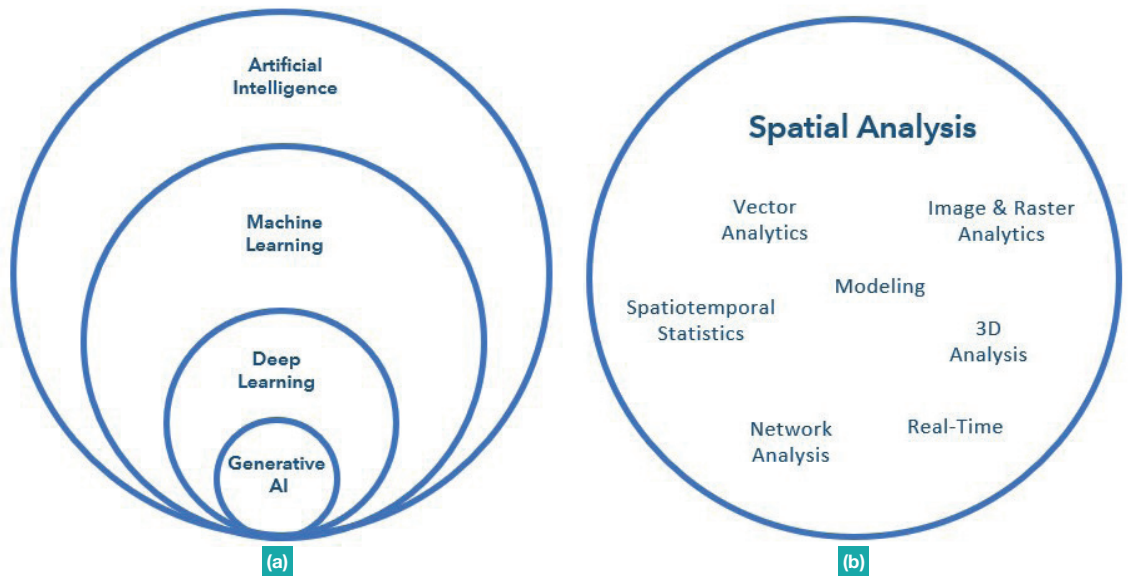 Artificial
Intelligence
Machine
Learning
Deep
Learning
Generative
AI
(a)
Spatial Analysis
Vector
Analytics
Image & Raster
Analytics
Modeling
Spatiotemporal
Statistics
3D
Analysis
Network
Analysis
Real-Time
(b)